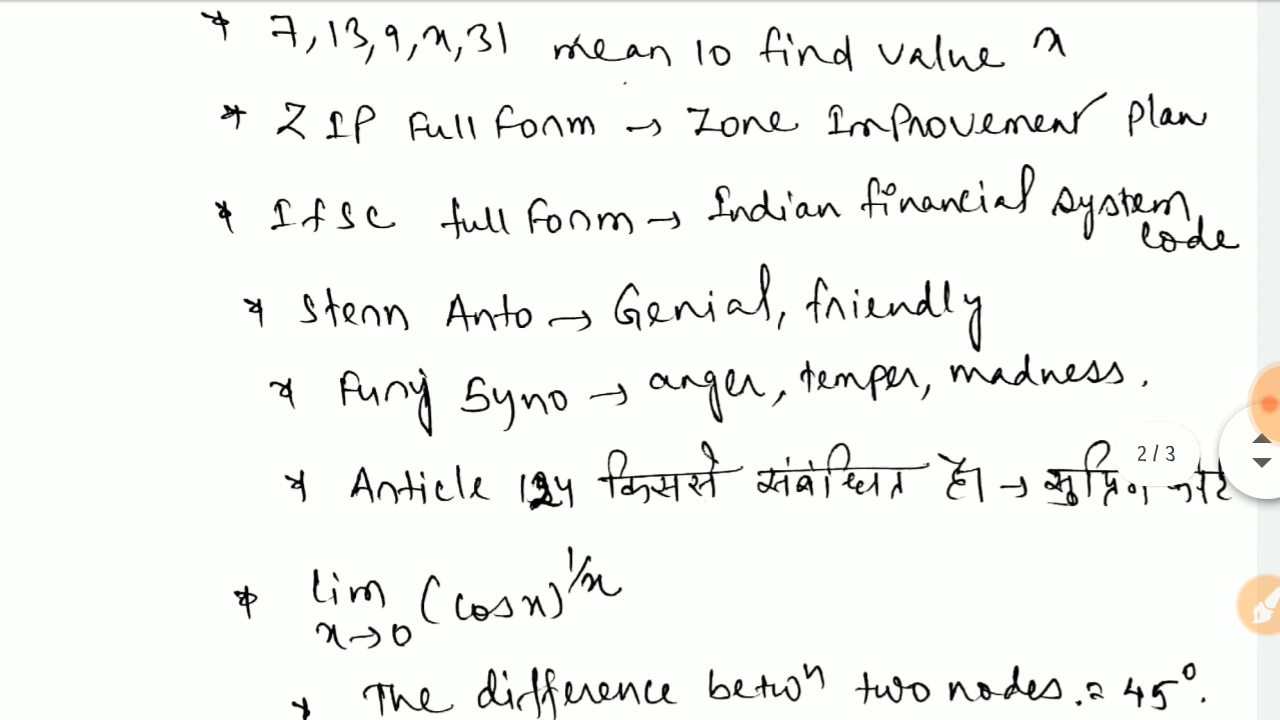 * 7, 13, 9, x, 31 mean 10 find value x
* ZIP Full form → Zone Improvement Plan
* IFSC full form → Indian financial system
code
* Stern Anto → Genial, friendly
* Fury Syno → anger, temper, madness.
* Article 124 किससे संबंधित है। →
2/3
* lim (cos x)^1/x
x→0
* The difference betwn two nodes = 45°.